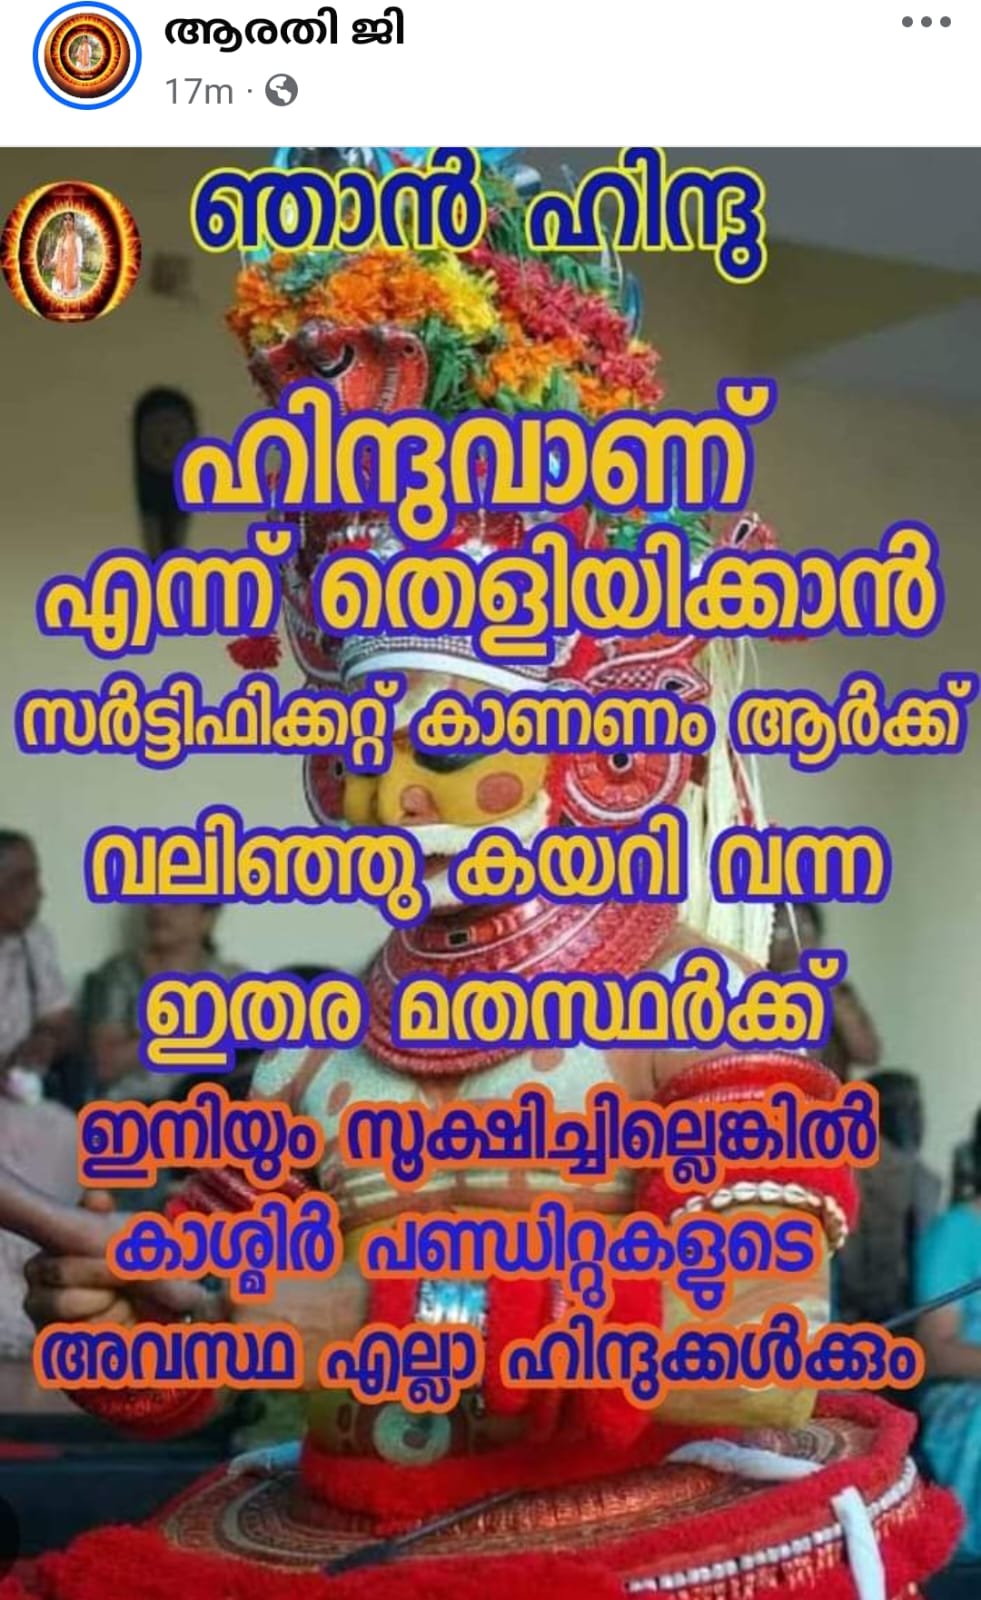 ആരതി ജി
17m ·
ഞാൻ ഹിന്ദു
ഹിന്ദുവാണ്
എന്ന് തെളിയിക്കാൻ
സർട്ടിഫിക്കറ്റ് കാണണം ആർക്ക്
വലിഞ്ഞു കയറി വന്ന
ഇതര മതസ്ഥർക്ക്
ഇനിയും സൂക്ഷിച്ചില്ലെങ്കിൽ
കാശ്മിർ പണ്ഡിറ്റുകളുടെ
അവസ്ഥ എല്ലാ ഹിന്ദുക്കൾക്കും